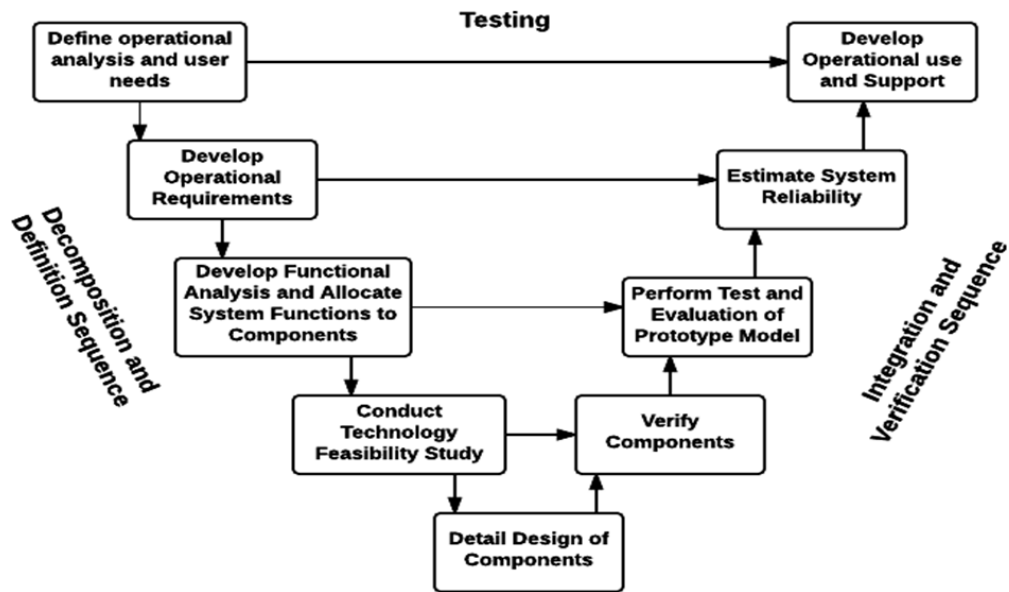 Testing
Define operational
analysis and user
needs
Develop
Operational use
and Support
Develop
Operational
Requirements
Estimate System
Reliability
Decomposition and
Definition Sequence
Develop Functional
Analysis and Allocate
System Functions to
Components
Perform Test and
Evaluation of
Prototype Model
Integration and
Verification Sequence
Conduct
Technology
Feasibility Study
Verify
Components
Detail Design of
Components